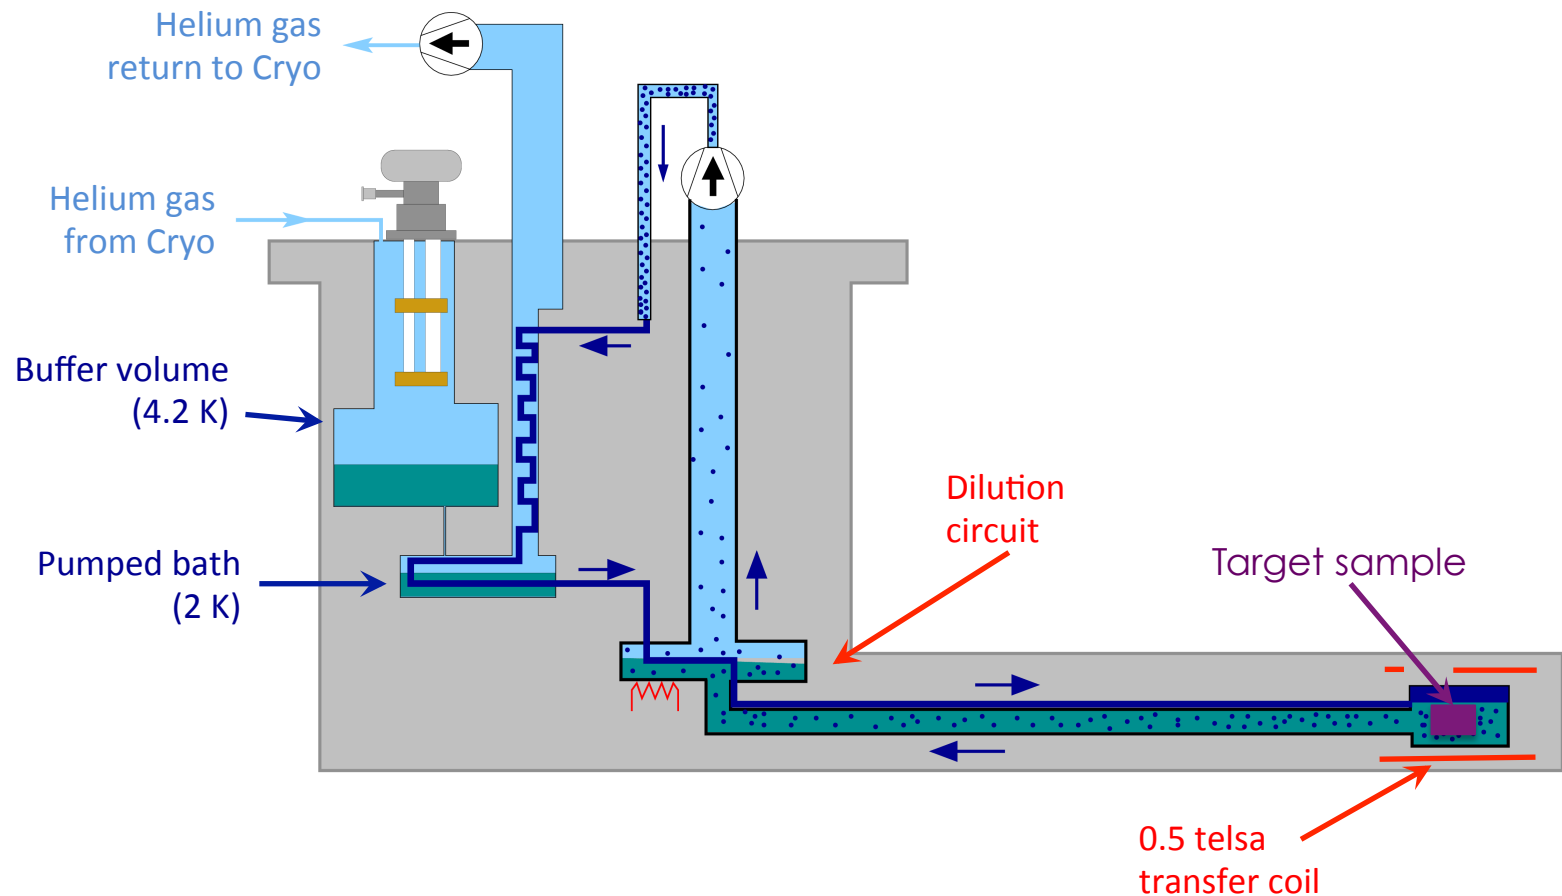 Helium gas
return to Cryo
Helium gas
from Cryo
Buffer volume
(4.2 K)
Pumped bath
(2 K)
Dilution
circuit
Target sample
0.5 telsa
transfer coil